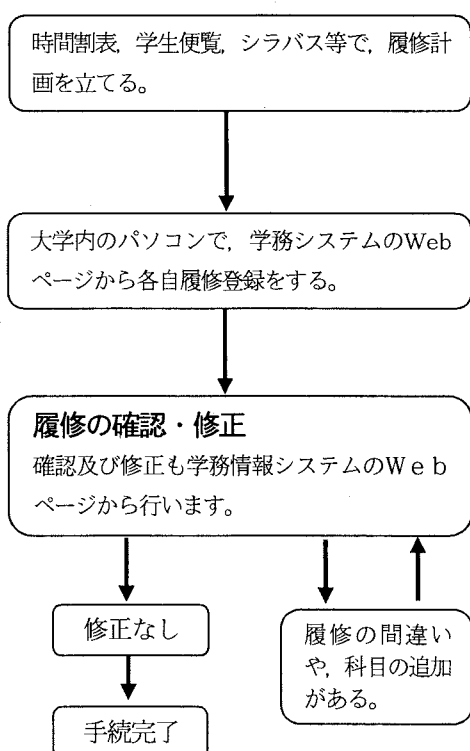 時間割表，学生便覧，シラバス等で，履修計
画を立てる。
大学内のパソコンで，学務システムのWeb
ページから各自履修登録をする。
履修の確認・修正
確認及び修正も学務情報システムのＷｅｂ
ページから行います。
修正なし
手続完了
履修の間違い
や，科目の追加
がある。